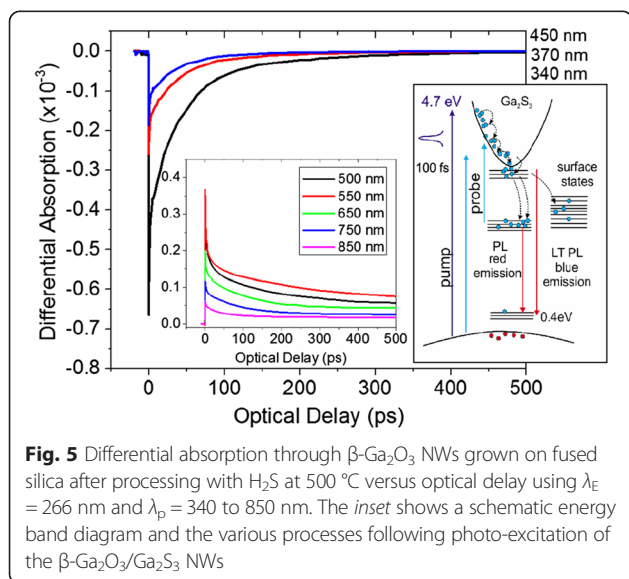 0.0
-0.1
-0.2
-0.3
-0.4
-0.5
-0.6
-0.7
-0.8
Differential Absorption (x10⁻³)
0
100
200
300
400
500
Optical Delay (ps)
450 nm
370 nm
340 nm
0.4
0.3
0.2
0.1
0.0
0
100
200
300
400
500
Optical Delay (ps)
500 nm
550 nm
650 nm
750 nm
850 nm
4.7 eV
Ga₂S₃
100 fs
probe
pump
surface
states
PL
red
emission
LT PL
blue
emission
0.4eV
Fig. 5 Differential absorption through β-Ga₂O₃ NWs grown on fused
silica after processing with H₂S at 500 °C versus optical delay using λ_E
= 266 nm and λ_p = 340 to 850 nm. The inset shows a schematic energy
band diagram and the various processes following photo-excitation of
the β-Ga₂O₃/Ga₂S₃ NWs